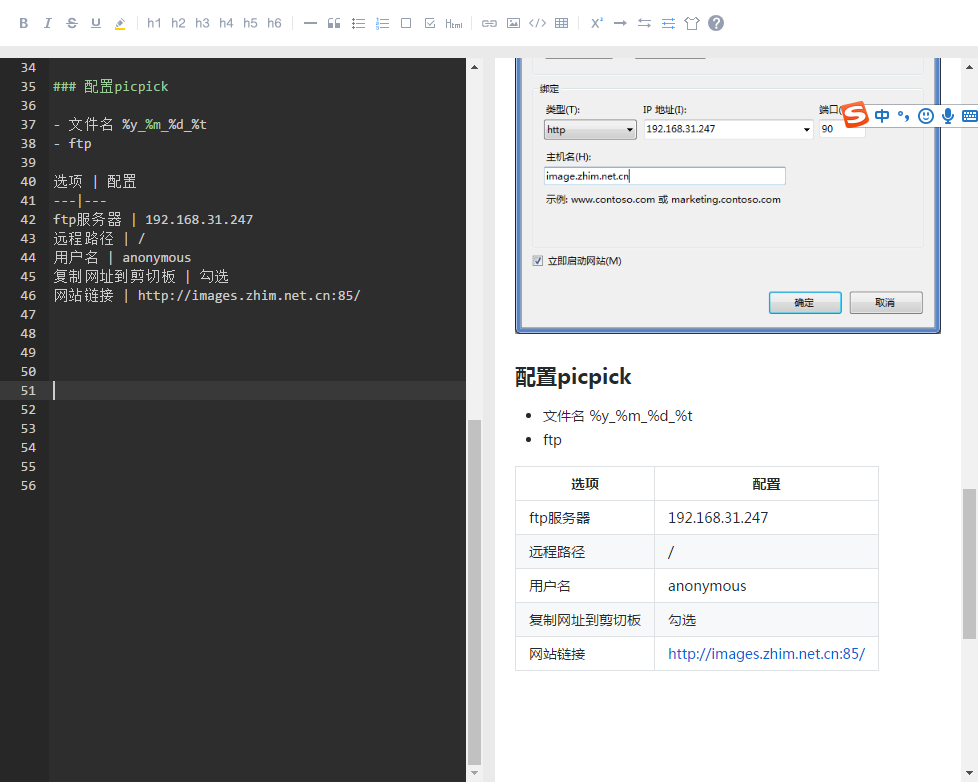 B I S U h1 h2 h3 h4 h5 h6 Html X² ?
34
35 ### 配置picpick
36
37 - 文件名 %y_%m_%d_%t
38 - ftp
39
40 选项 | 配置
41 ---|---
42 ftp服务器 | 192.168.31.247
43 远程路径 | /
44 用户名 | anonymous
45 复制网址到剪切板 | 勾选
46 网站链接 | http://images.zhim.net.cn:85/
47
48
49
50
51
52
53
54
55
56
绑定
类型(T): IP 地址(I): 端口(
http 192.168.31.247 90
S 中 °,
主机名(H):
image.zhim.net.cn
示例: www.contoso.com 或 marketing.contoso.com
立即启动网站(M)
确定 取消
配置picpick
• 文件名 %y_%m_%d_%t
• ftp
选项 配置
ftp服务器 192.168.31.247
远程路径 /
用户名 anonymous
复制网址到剪切板 勾选
网站链接 http://images.zhim.net.cn:85/